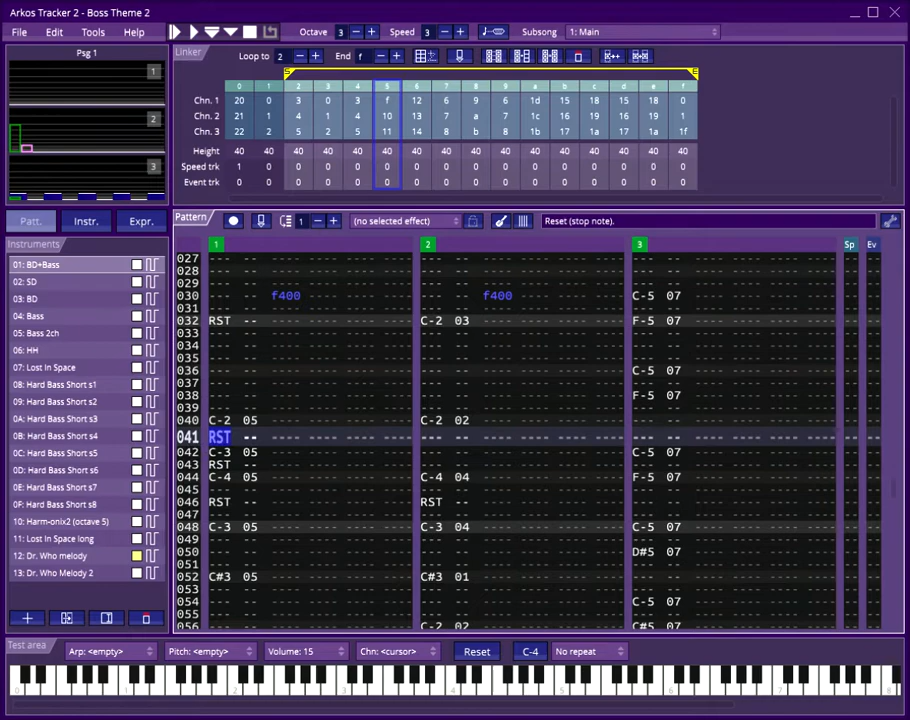 Arkos Tracker 2 - Boss Theme 2
File Edit Tools Help Octave 3 Speed 3 Subsong 1: Main
Psg 1
1
2
3
Linker Loop to 2 End f
0 1 2 3 4 5 6 7 8 9 a b c d e f
Chn. 1 20 0 3 0 3 f 12 6 9 6 1d 15 18 15 18 0
Chn. 2 21 1 4 1 4 10 13 7 a 7 1c 16 19 16 19 1
Chn. 3 22 2 5 2 5 11 14 8 b 8 1b 17 1a 17 1a 1f
Height 40 40 40 40 40 40 40 40 40 40 40 40 40 40 40 40
Speed trk 1 0 0 0 0 0 0 0 0 0 0 0 0 0 0 0
Event trk 0 0 0 0 0 0 0 0 0 0 0 0 0 0 0 0
Patt. Instr. Expr.
Pattern 1 (no selected effect) Reset (stop note).
Instruments
01: BD+Bass
02: SD
03: BD
04: Bass
05: Bass 2ch
06: HH
07: Lost In Space
08: Hard Bass Short s1
09: Hard Bass Short s2
0A: Hard Bass Short s3
0B: Hard Bass Short s4
0C: Hard Bass Short s5
0D: Hard Bass Short s6
0E: Hard Bass Short s7
0F: Hard Bass Short s8
10: Harm-onix2 (octave 5)
11: Lost In Space long
12: Dr. Who melody
13: Dr. Who Melody 2
1 2 3 Sp Ev
027
028
029
030 f400 f400 C-5 07
031
032 RST -- C-2 03 F-5 07
033
034
035
036 C-5 07
037
038 F-5 07
039
040 C-2 05 C-2 02
041 RST --
042 C-3 05 C-5 07
043 RST --
044 C-4 05 C-4 04 F-5 07
045
046 RST -- RST --
047
048 C-3 05 C-3 04 C-5 07
049
050 D#5 07
051
052 C#3 05 C#3 01
053
054 C-5 07
055
056 C-2 02 C#5 07
Test area Arp: <empty> Pitch: <empty> Volume: 15 Chn: <cursor> Reset C-4 No repeat
0 1 2 3 4 5 6 7 8